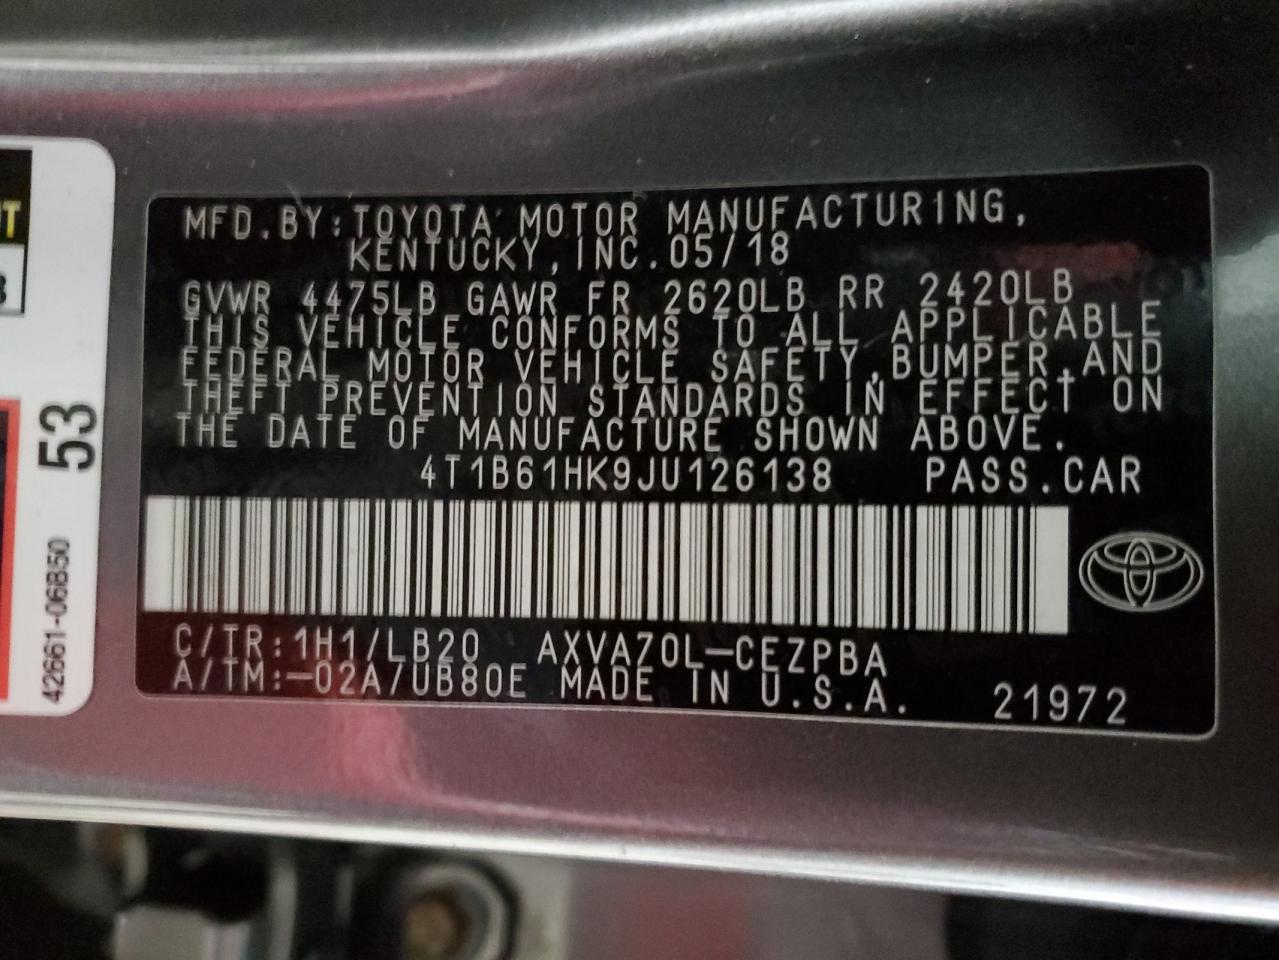 MFD.BY:TOYOTA MOTOR MANUFACTURING,
KENTUCKY,INC.05/18
GVWR 4475LB GAWR FR 2620LB RR 2420LB
THIS VEHICLE CONFORMS TO ALL APPLICABLE
FEDERAL MOTOR VEHICLE SAFETY,BUMPER,AND
THEFT PREVENTION STANDARDS IN EFFECT ON
THE DATE OF MANUFACTURE SHOWN ABOVE.
4T1B61HK9JU126138 PASS.CAR
C/TR:1H1/LB20 AXVA70L-CEZPBA
A/TM:-02A/UB80E MADE IN U.S.A. 21972
53
42661-06B50